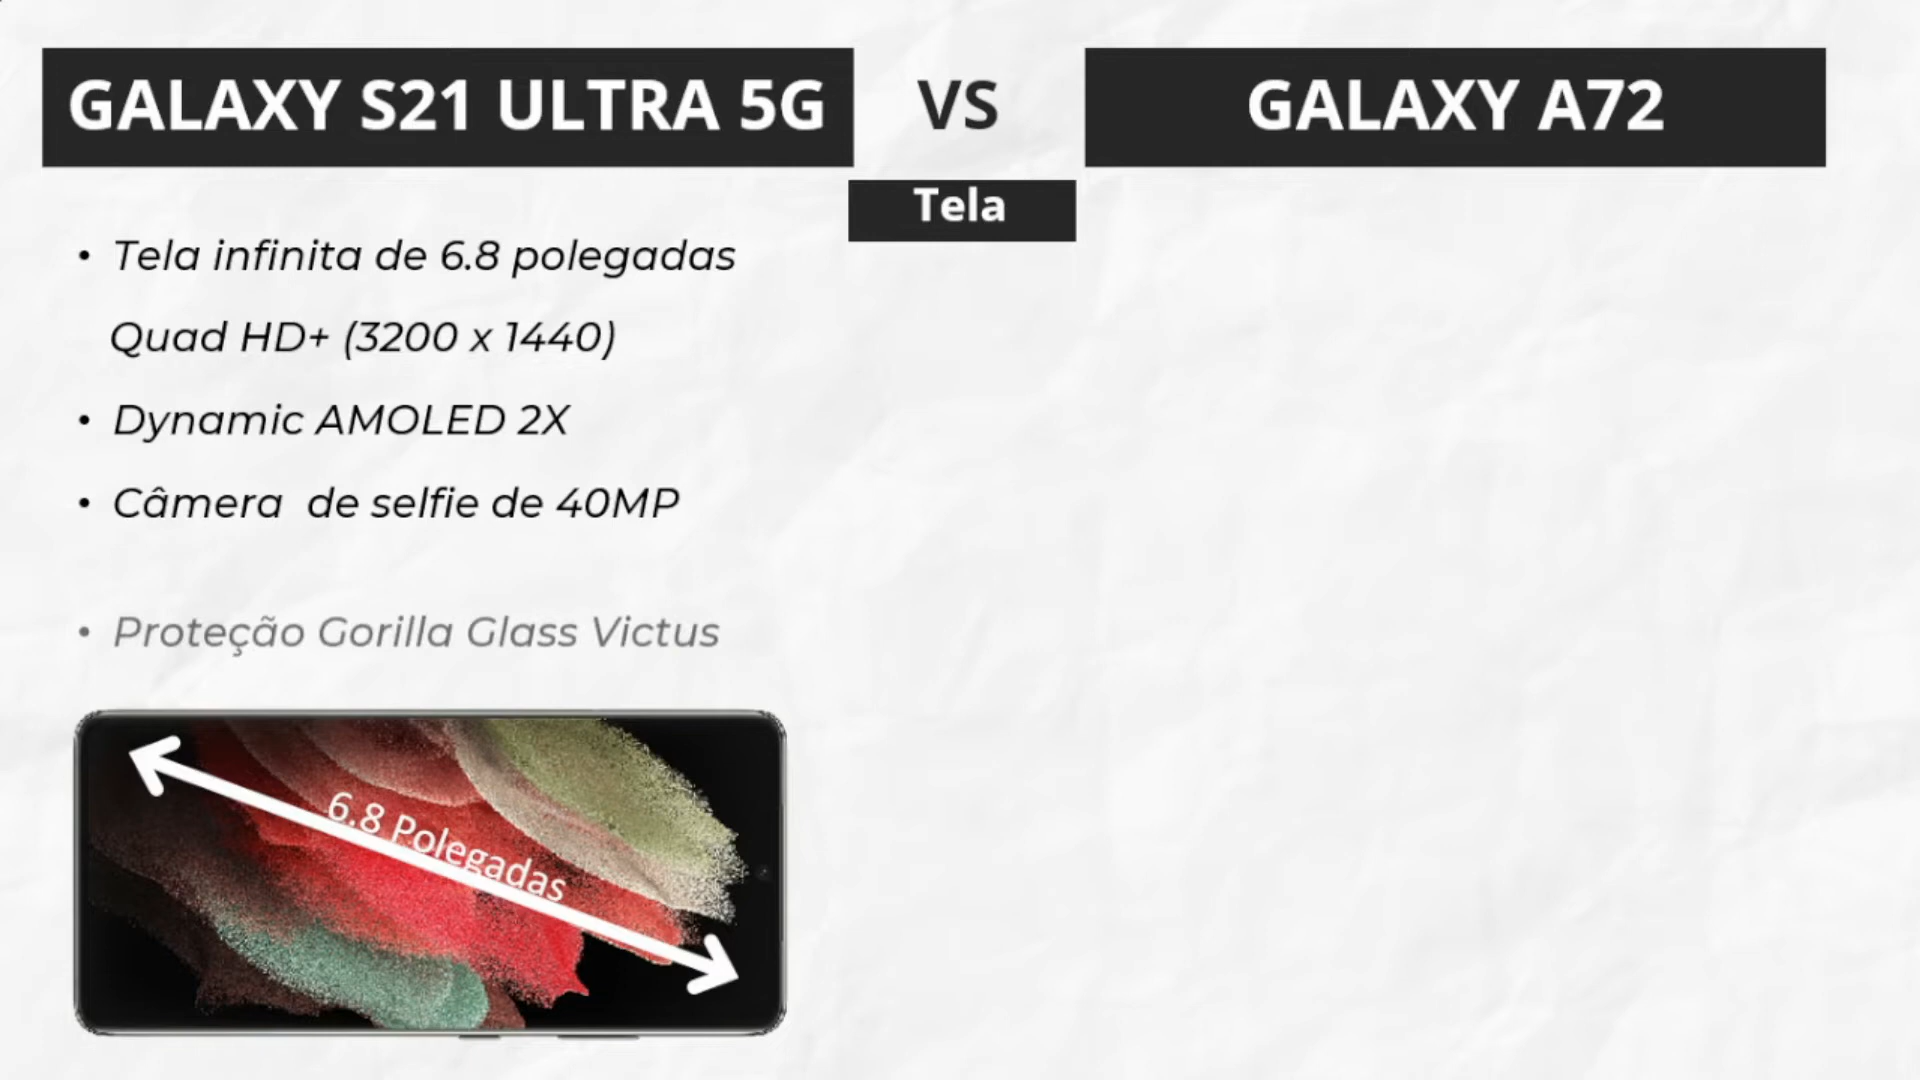 GALAXY S21 ULTRA 5G
VS
GALAXY A72
Tela
• Tela infinita de 6.8 polegadas
Quad HD+ (3200 x 1440)
• Dynamic AMOLED 2X
• Câmera  de selfie de 40MP
• Proteção Gorilla Glass Victus
6.8 Polegadas